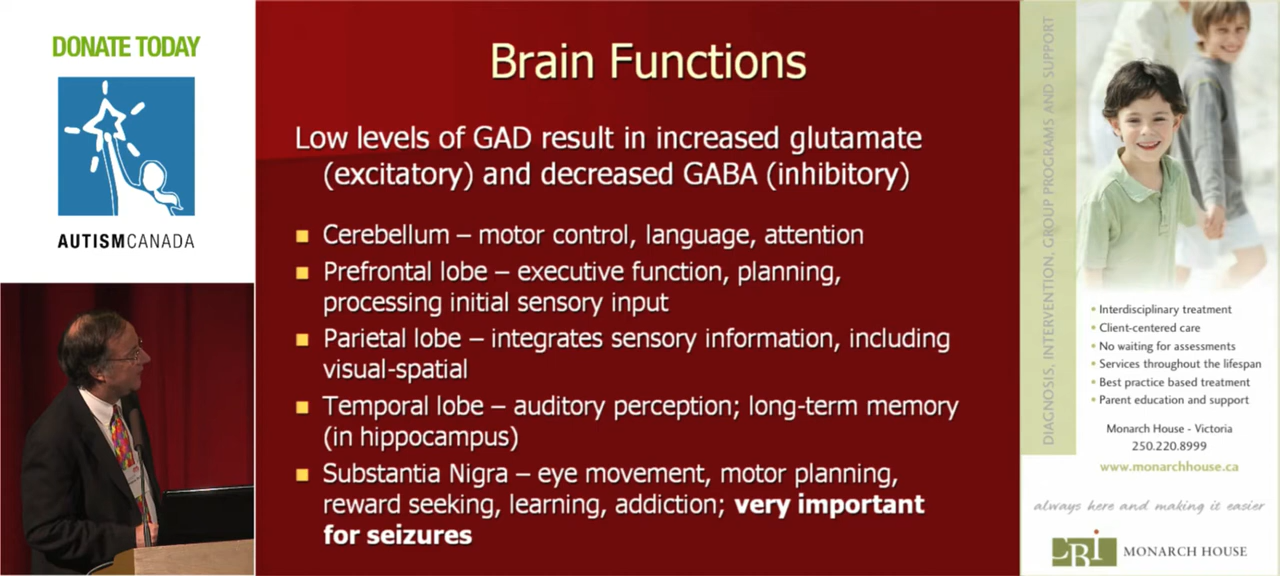 DONATE TODAY
AUTISMCANADA
Brain Functions
Low levels of GAD result in increased glutamate
(excitatory) and decreased GABA (inhibitory)
Cerebellum – motor control, language, attention
Prefrontal lobe – executive function, planning,
processing initial sensory input
Parietal lobe – integrates sensory information, including
visual-spatial
Temporal lobe – auditory perception; long-term memory
(in hippocampus)
Substantia Nigra – eye movement, motor planning,
reward seeking, learning, addiction; very important
for seizures
DIAGNOSIS, INTERVENTION, GROUP PROGRAMS AND SUPPORT
• Interdisciplinary treatment
• Client-centered care
• No waiting for assessments
• Services throughout the lifespan
• Best practice based treatment
• Parent education and support
Monarch House - Victoria
250.220.8999
www.monarchhouse.ca
always here and making it easier
CBI MONARCH HOUSE